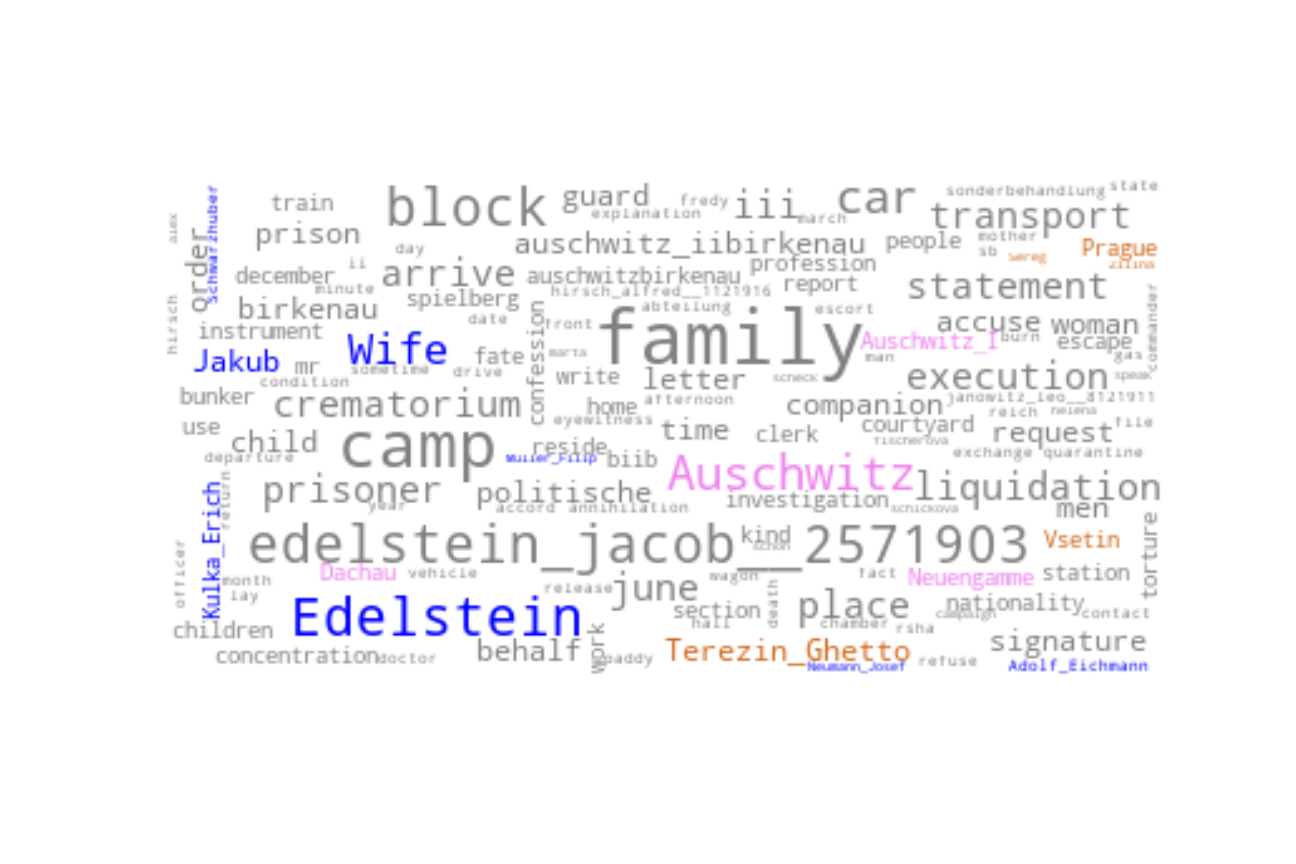 train
block
guard
fredy
iii
car
sonderbehandlung
state
explanation
march
transport
alex
Schwarzhuber
order
prison
day
auschwitz_iibirkenau
people
mother
sb
Prague
Sereg
Zilina
december
ii
arrive
auschwitzbirkenau
profession
report
statement
minute
birkenau
spielberg
hirsch_alfred__1121916
abteilung
escort
commander
hirsch
instrument
date
front
confession
family
accuse
woman
Auschwitz_I
burn
escape
Jakub
mr
Wife
sometime
drive
fate
marta
man
gas
condition
write
letter
scheck
execution
speak
bunker
crematorium
home
afternoon
companion
janowitz_leo__8121911
reich
helena
use
eyewitness
time
clerk
courtyard
request
file
child
camp
reside
fischerova
departure
Muller_Filip
biib
exchange
quarantine
Auschwitz
liquidation
prisoner
year
politische
investigation
schickova
men
return
accord
annihilation
Kulka_Erich
edelstein_jacob__2571903
kind
schon
Vsetin
torture
officer
month
Dachau
vehicle
wagon
fact
Neuengamme
station
lay
release
june
death
section
place
nationality
campaign
contact
children
Edelstein
hall
chamber
rsha
signature
concentration
doctor
behalf
work
paddy
Terezin_Ghetto
Neumann_Josef
refuse
Adolf_Eichmann